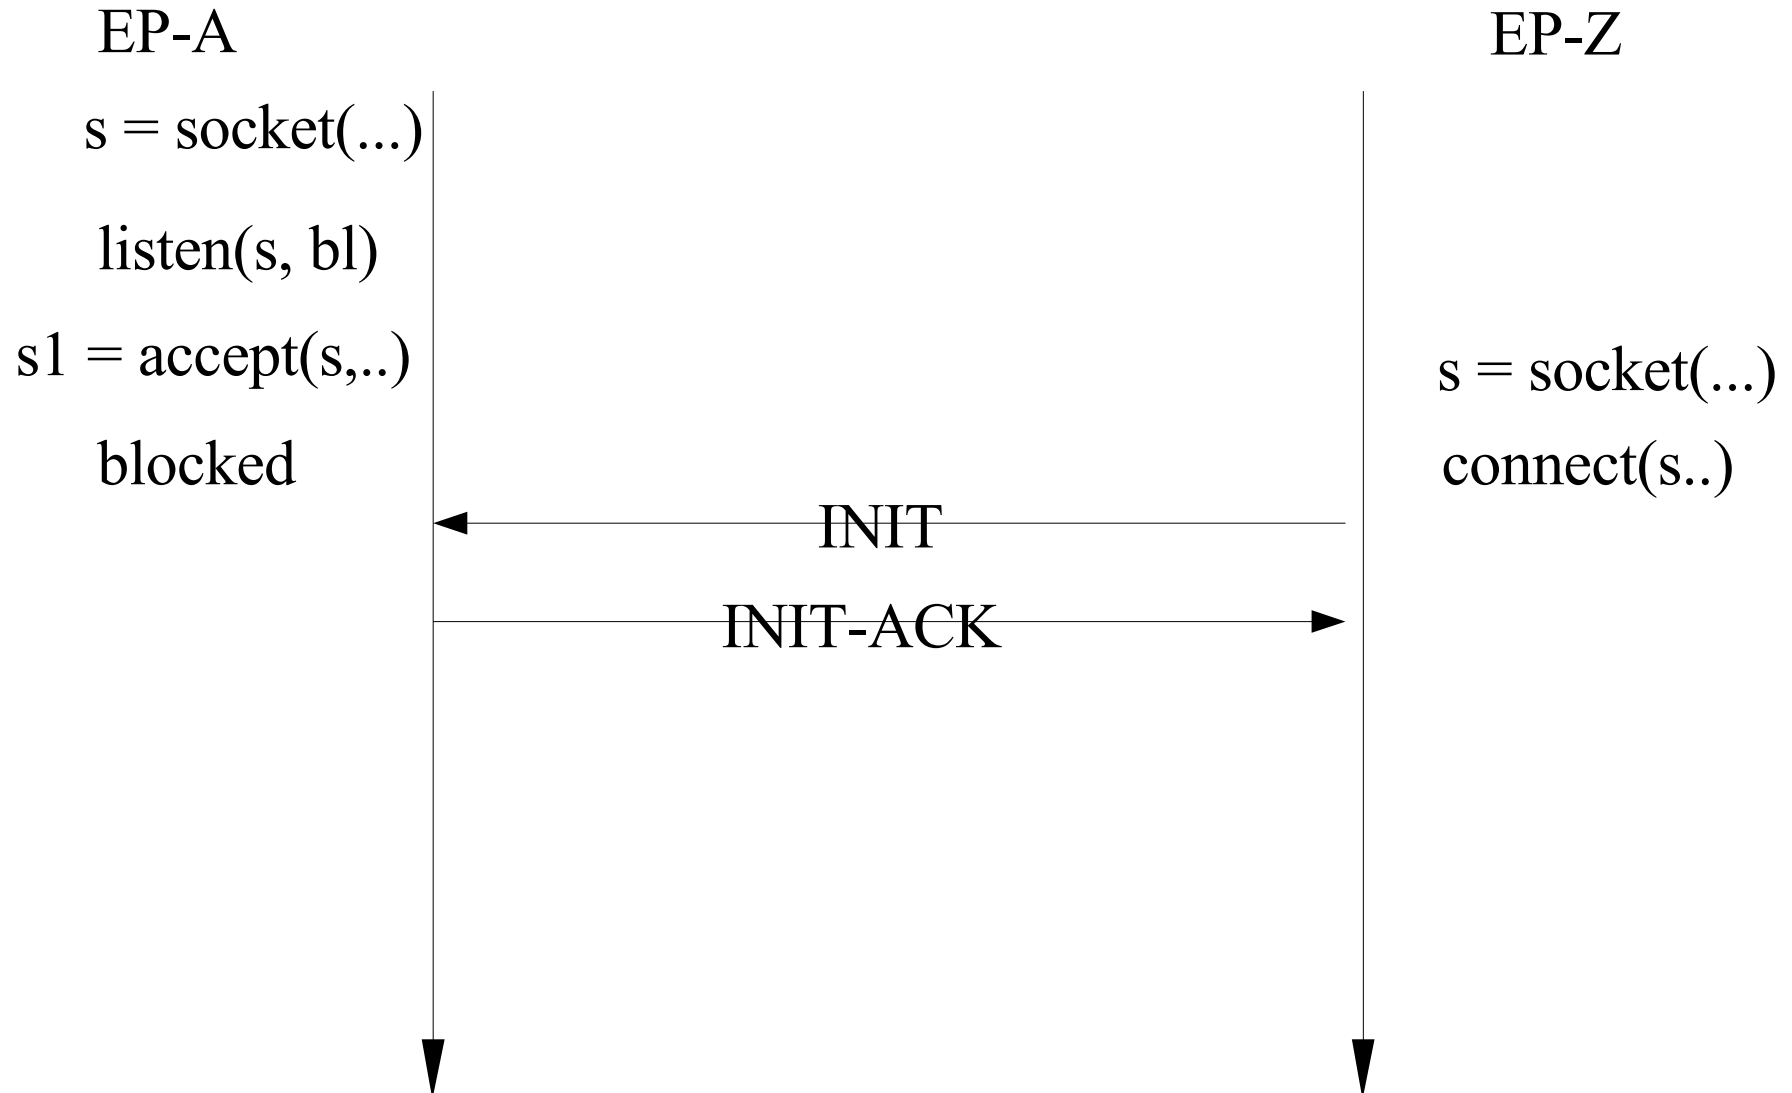 EP-A
EP-Z
s = socket(...)
listen(s, bl)
s1 = accept(s,..)
s = socket(...)
blocked
connect(s..)
INIT
INIT-ACK